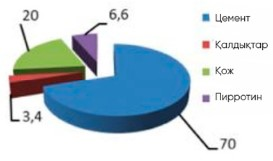 20
6,6
3,4
70
Цемент
Қалдықтар
Қож
Пирротин